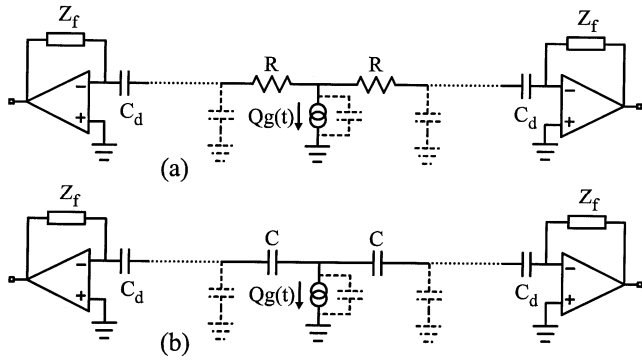 Z_f
Z_f
R
R
−
−
C_d
C_d
Qg(t)
+
+
(a)
Z_f
Z_f
C
C
−
−
C_d
C_d
Qg(t)
+
+
(b)